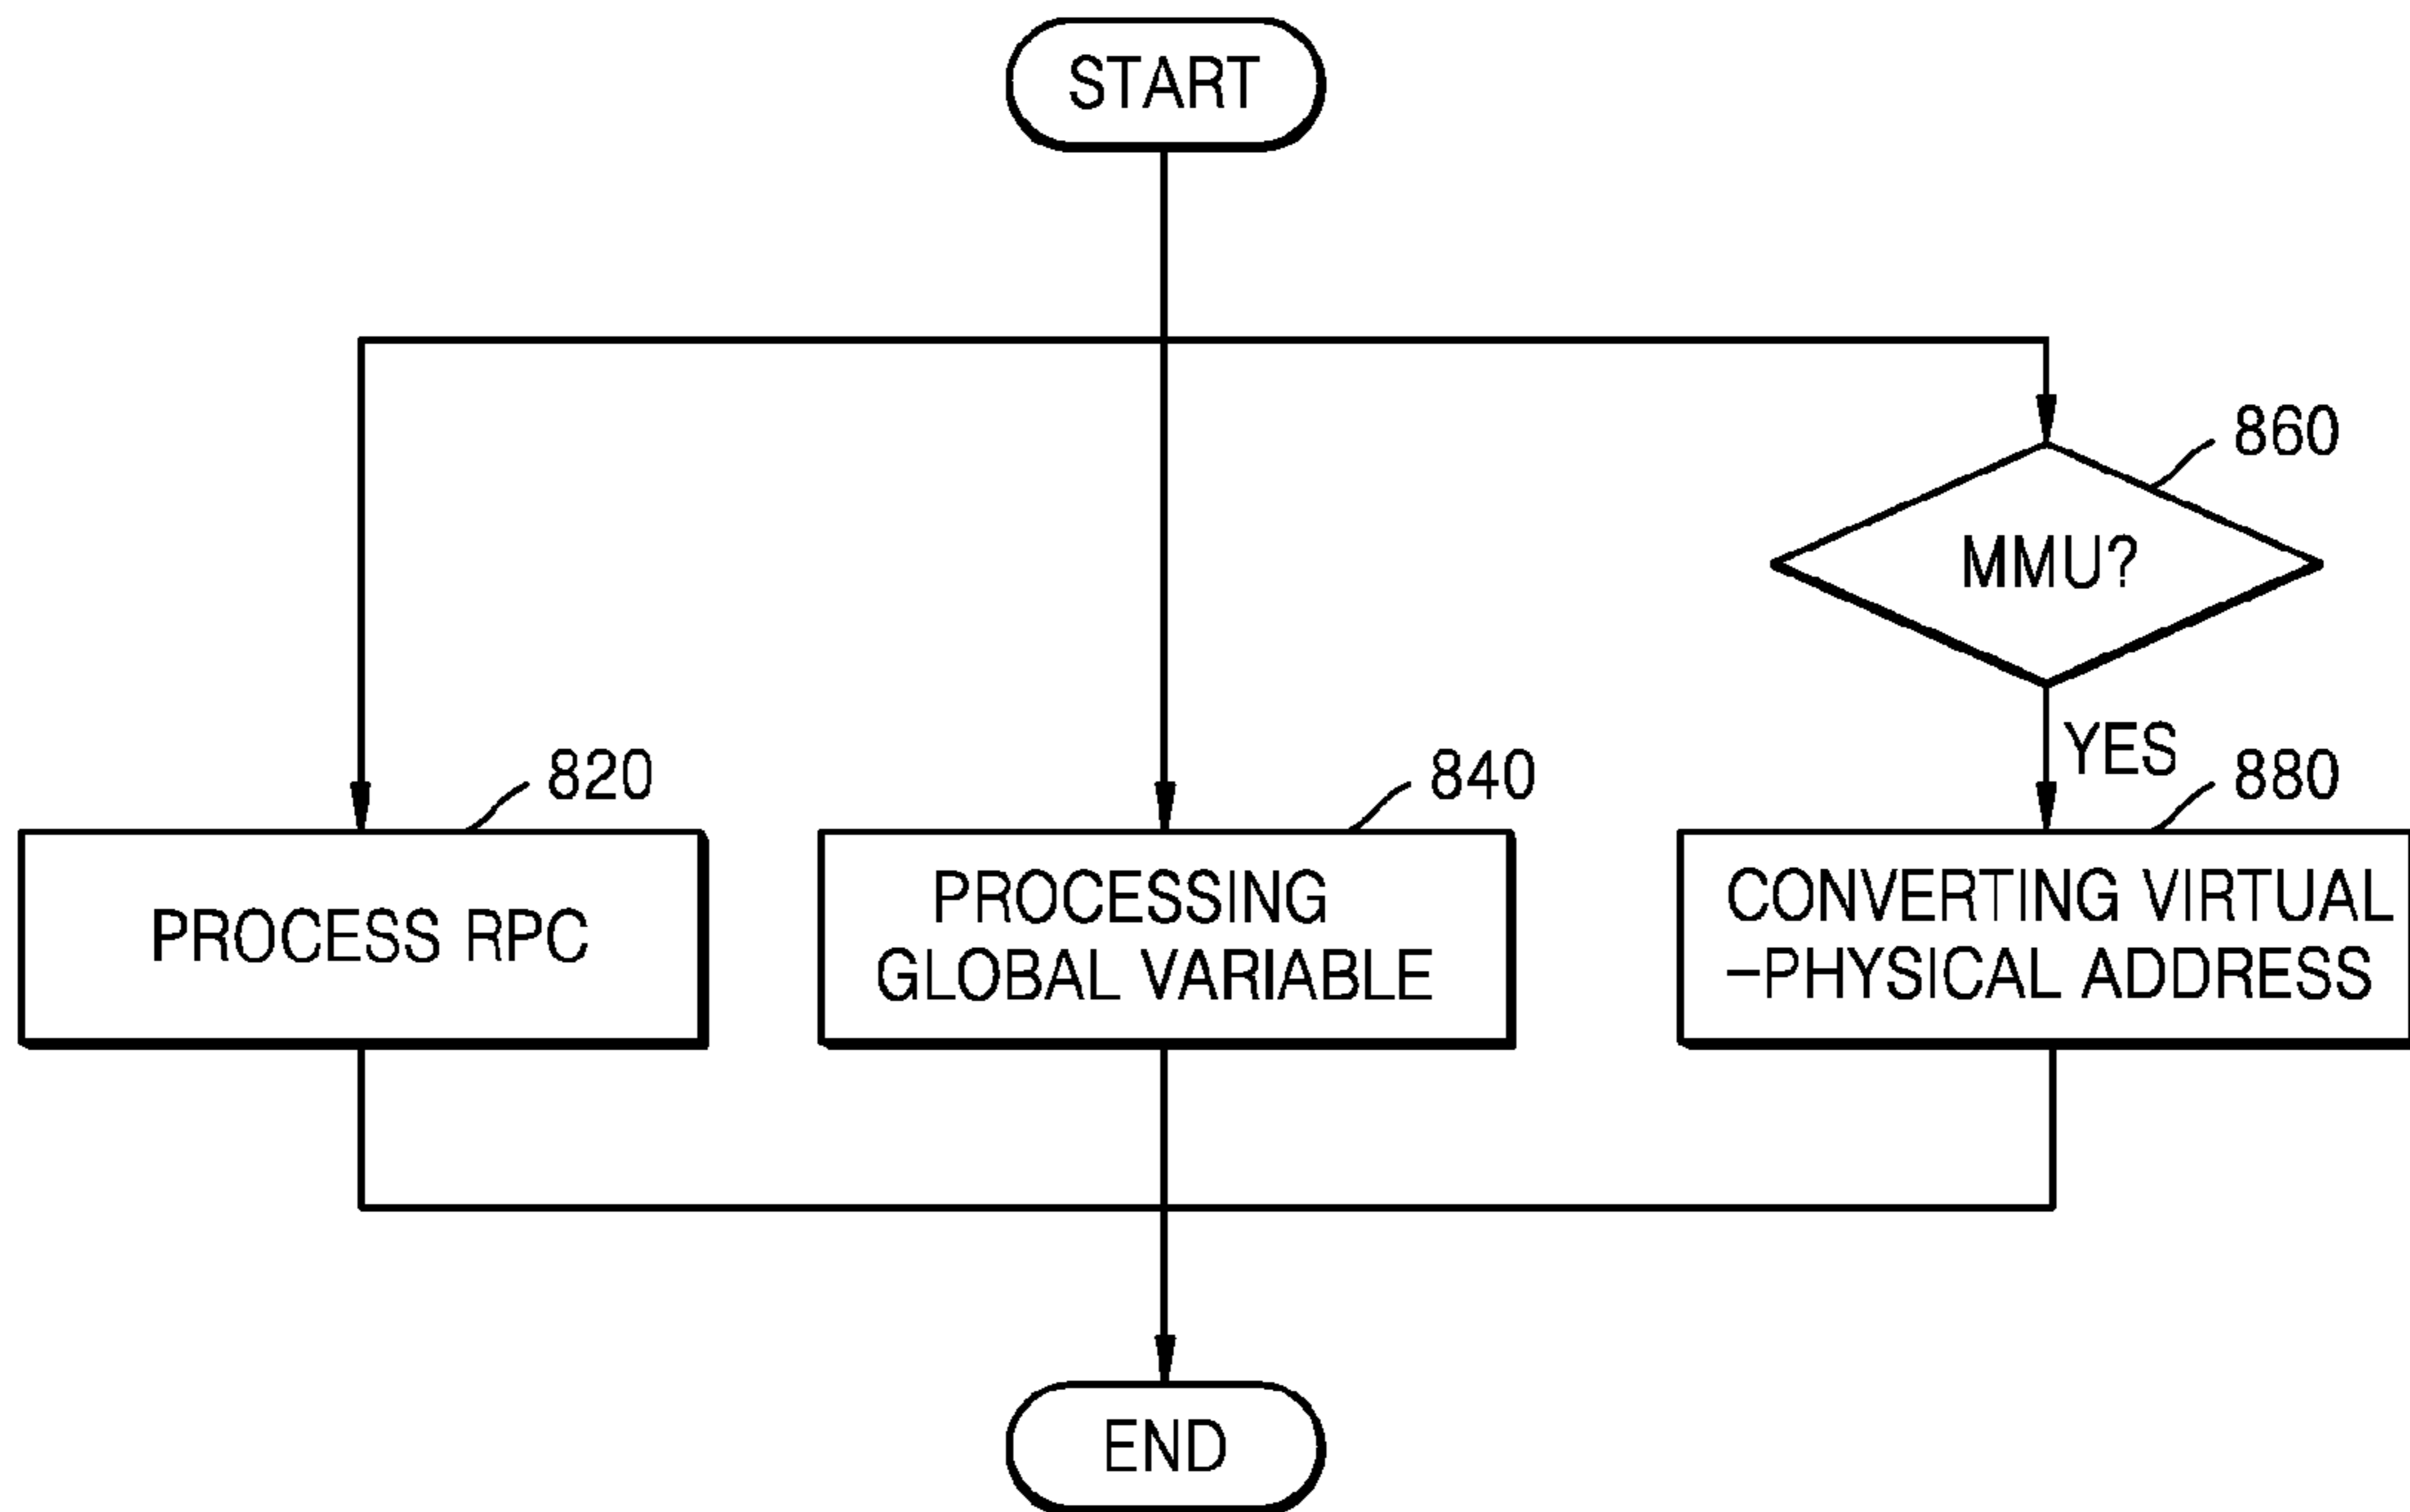 START
860
MMU?
YES
820
840
880
PROCESS RPC
PROCESSING
GLOBAL VARIABLE
CONVERTING VIRTUAL
-PHYSICAL ADDRESS
END